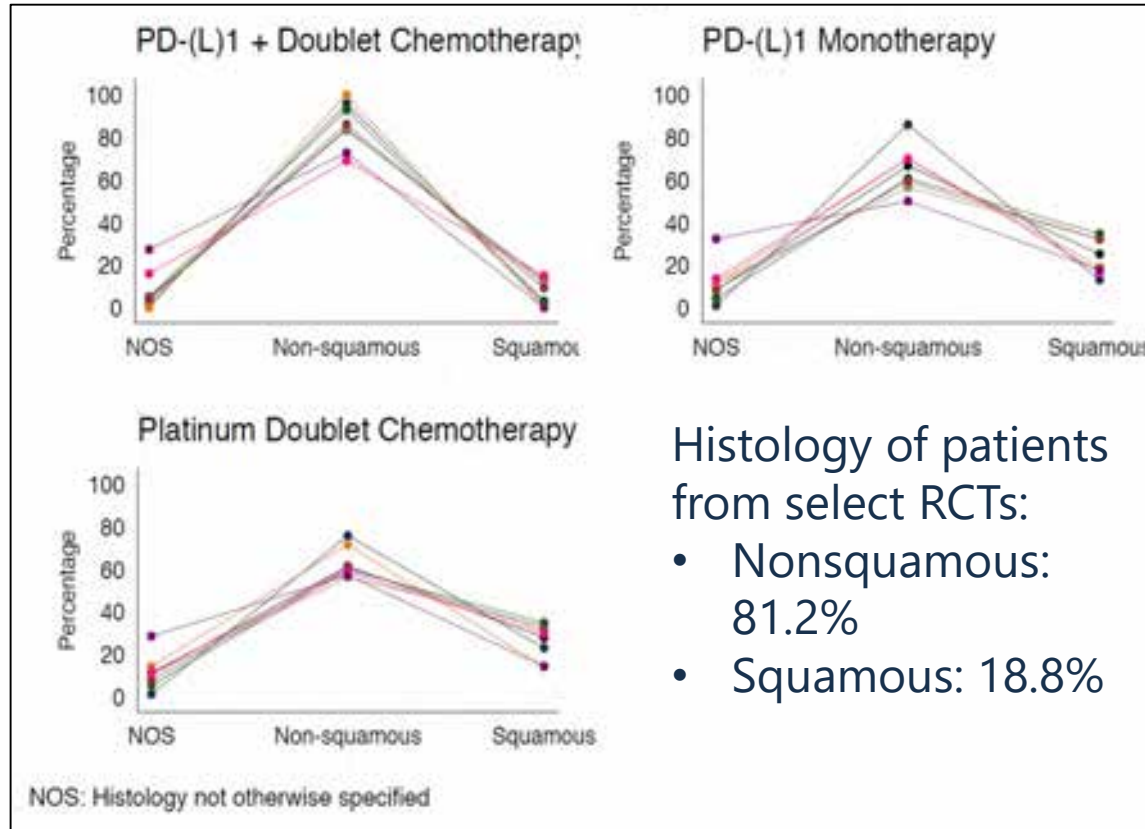 PD-(L)1 + Doublet Chemotherapy
Percentage
100
80
60
40
20
0
NOS
Non-squamous
Squamou
PD-(L)1 Monotherapy
Percentage
100
80
60
40
20
0
NOS
Non-squamous
Squamous
Platinum Doublet Chemotherapy
Percentage
100
80
60
40
20
0
NOS
Non-squamous
Squamous
Histology of patients
from select RCTs:
• Nonsquamous:
81.2%
• Squamous: 18.8%
NOS: Histology not otherwise specified